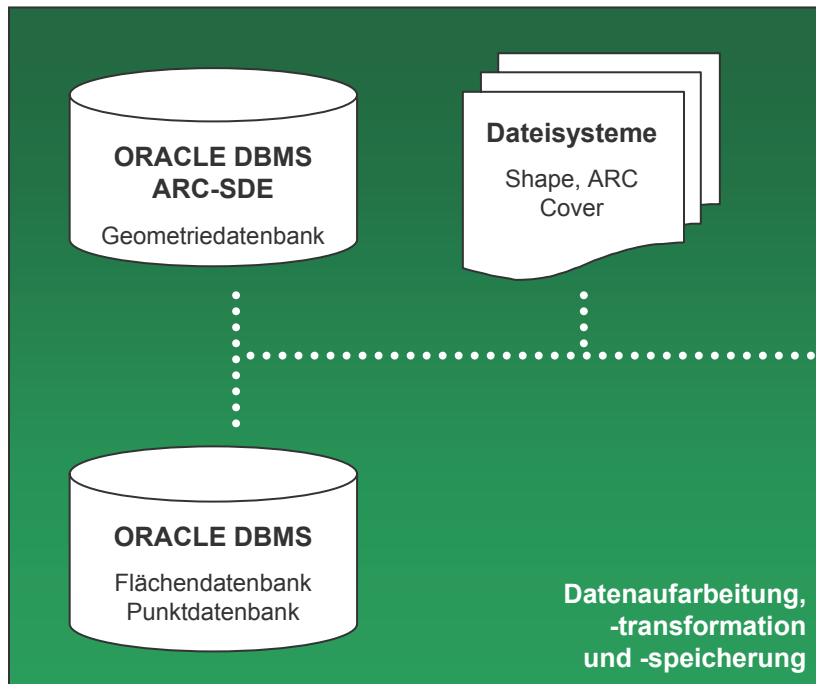 ORACLE DBMS
ARC-SDE
Geometriedatenbank
Dateisysteme
Shape, ARC
Cover
ORACLE DBMS
Flächendatenbank
Punktdatenbank
Datenaufarbeitung,
-transformation
und -speicherung